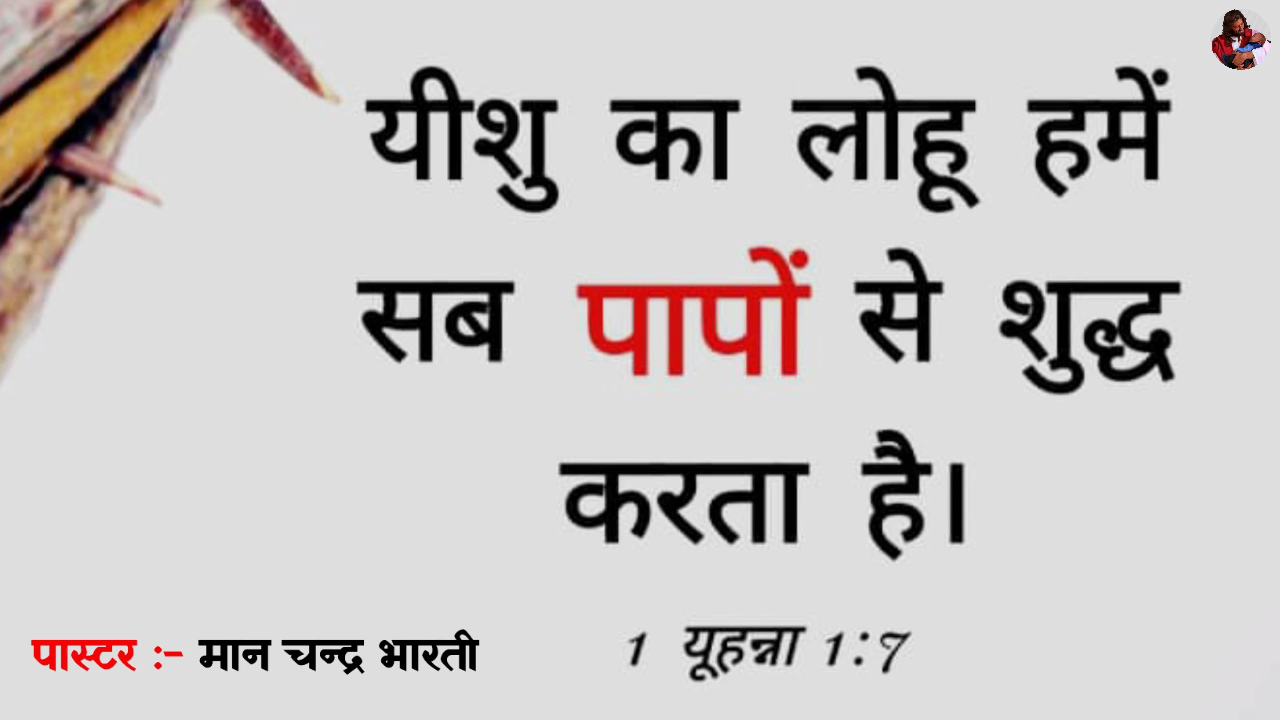 यीशु का लोहू हमें
सब पापों से शुद्ध
करता है।
1 यूहन्ना 1:7
पास्टर :- मान चन्द्र भारती